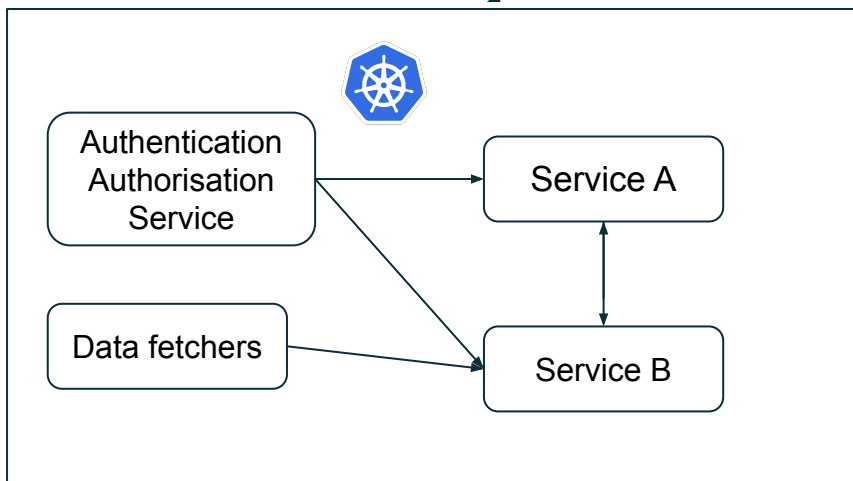 Authentication
Authorisation
Service
Service A
Data fetchers
Service B